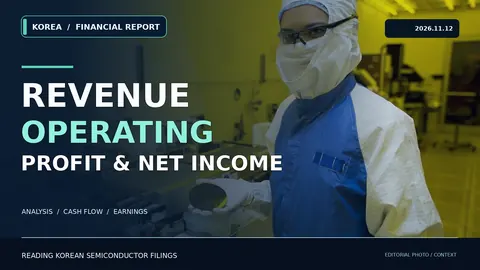 KOREA / FINANCIAL REPORT
2026.11.12
REVENUE
OPERATING
PROFIT & NET INCOME
ANALYSIS / CASH FLOW / EARNINGS
READING KOREAN SEMICONDUCTOR FILINGS
EDITORIAL PHOTO / CONTEXT